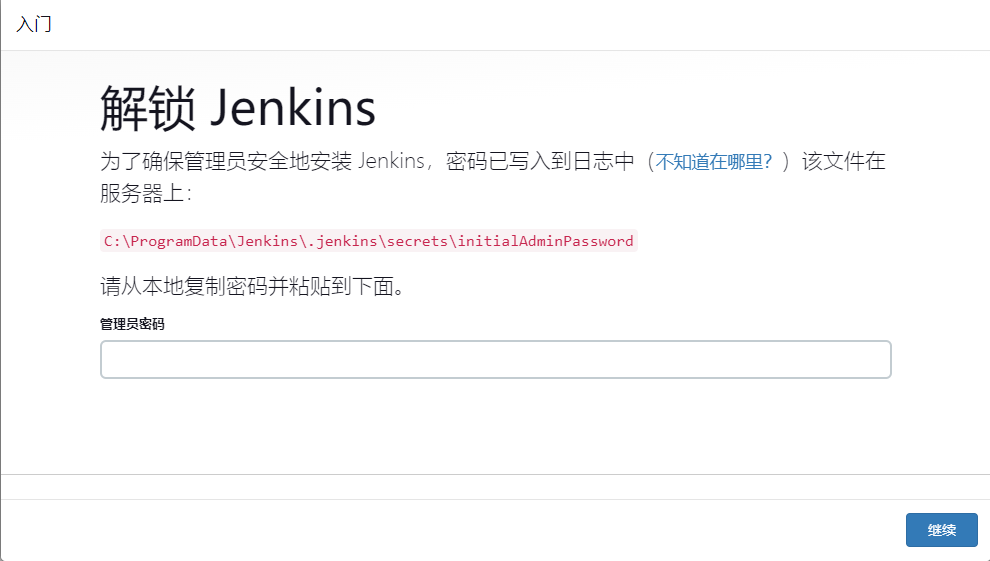 入门
解锁 Jenkins
为了确保管理员安全地安装 Jenkins，密码已写入到日志中（不知道在哪里？）该文件在
服务器上：
C:\ProgramData\Jenkins\.jenkins\secrets\initialAdminPassword
请从本地复制密码并粘贴到下面。
管理员密码
继续